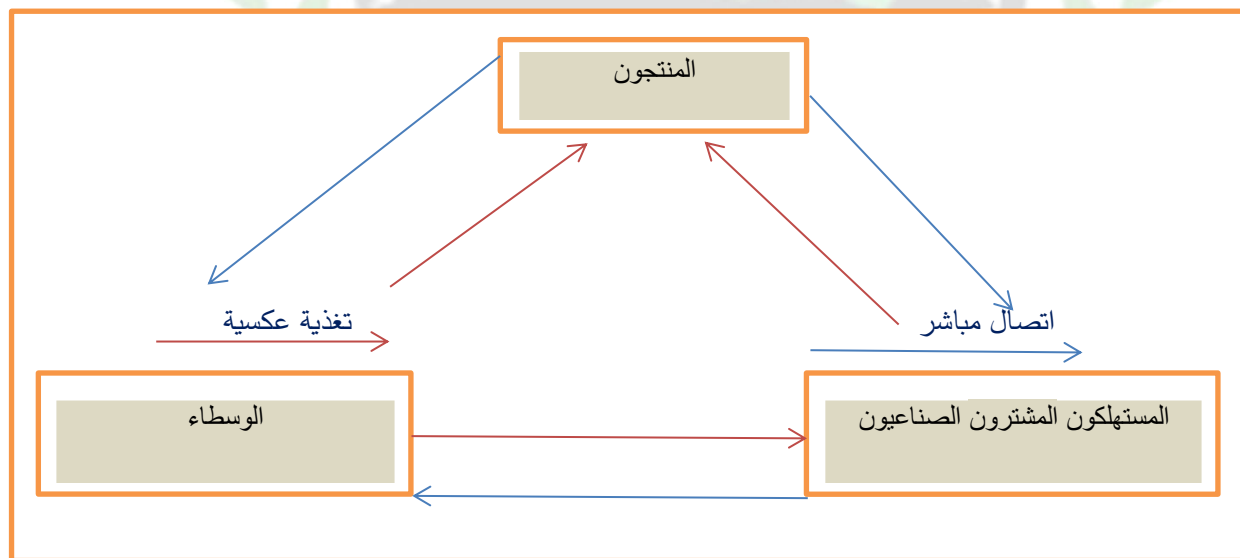 المنتجون
تغذية عكسية
اتصال مباشر
الوسطاء
المستهلكون المشترون الصناعيون